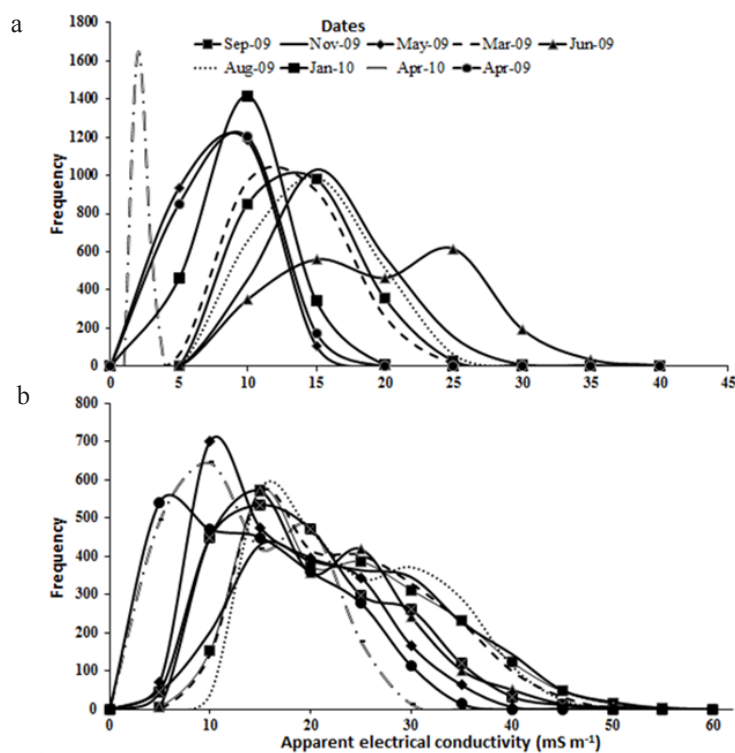 a
Dates
Sep-09 Nov-09 May-09 Mar-09 Jun-09
Aug-09 Jan-10 Apr-10 Apr-09
Frequency
1800
1600
1400
1200
1000
800
600
400
200
0
0 5 10 15 20 25 30 35 40 45
b
Frequency
800
700
600
500
400
300
200
100
0
0 10 20 30 40 50 60
Apparent electrical conductivity (mS m⁻¹)